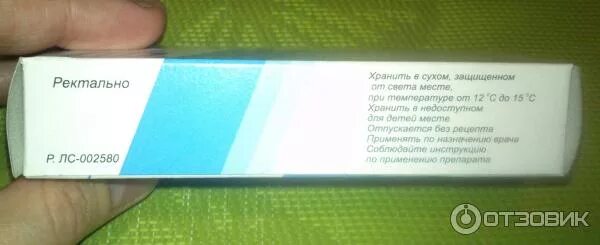 Ректально
Р. ЛС-002580
Хранить в сухом, защищенном
от света месте,
при температуре от 12°C до 15°C
Хранить в недоступном
для детей месте
Отпускается без рецепта
Применять по назначению врача
Соблюдайте инструкцию
по применению препарата
ОТЗОВИК